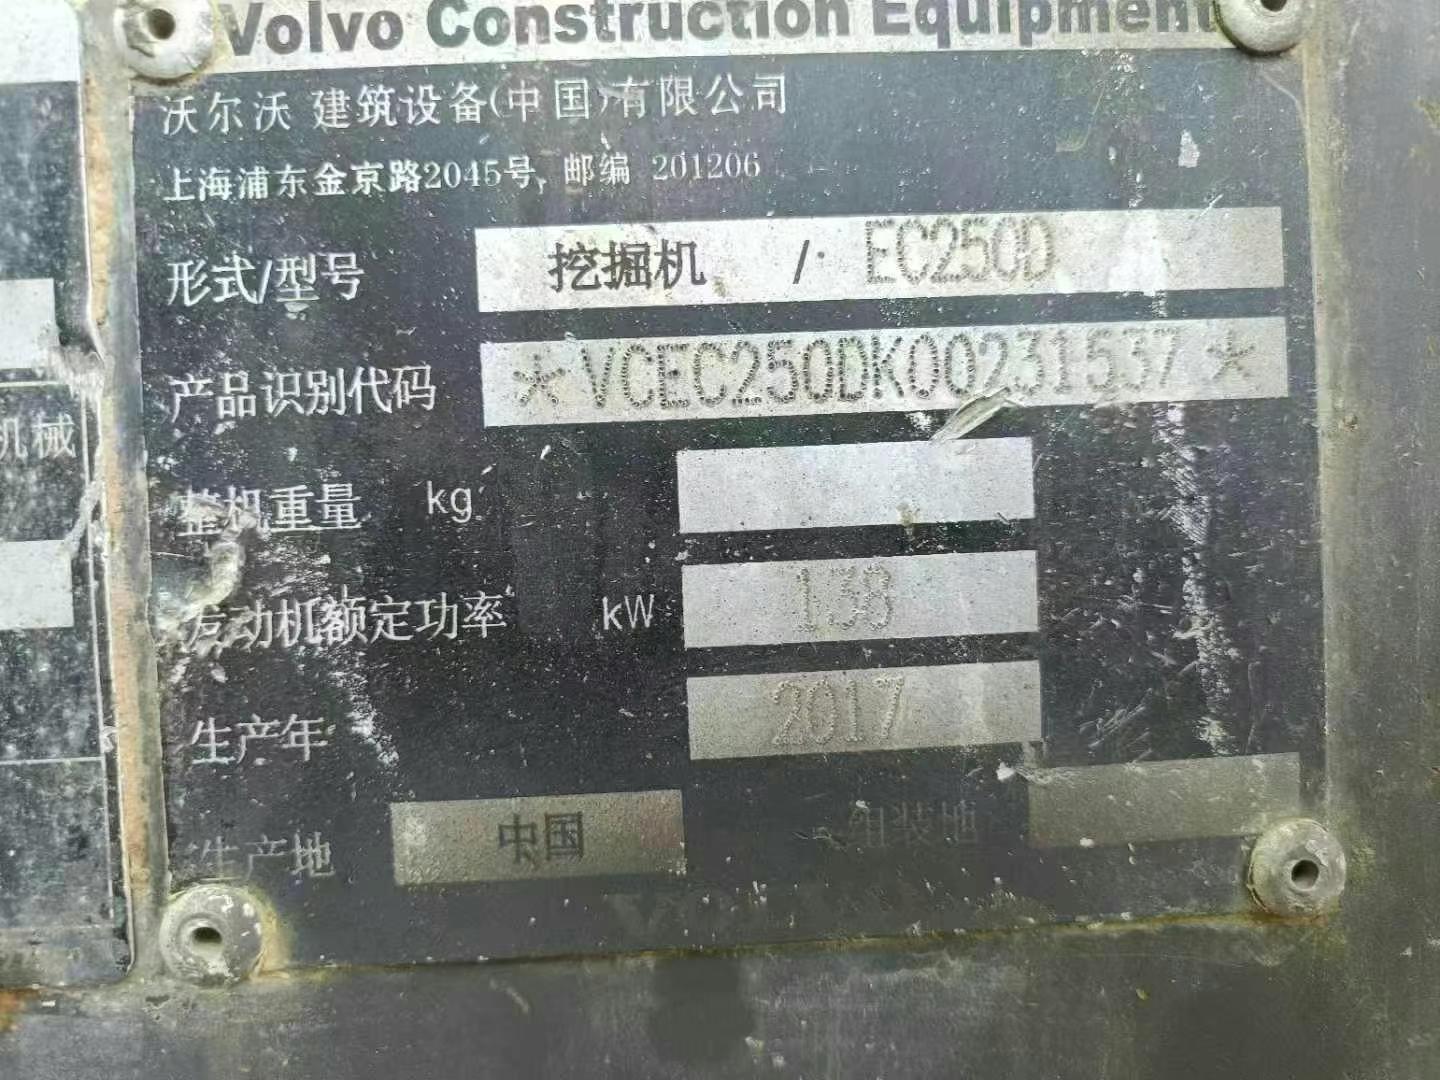 Volvo Construction Equipment
沃尔沃 建筑设备(中国)有限公司
上海浦东金京路2045号, 邮编 201206
形式/型号 挖掘机 / EC250D
产品识别代码 *VCEC250DK00231537*
机械
整机重量 kg
发动机额定功率 kW 138
生产年 2017
生产地 中国 组装地
VOLVO